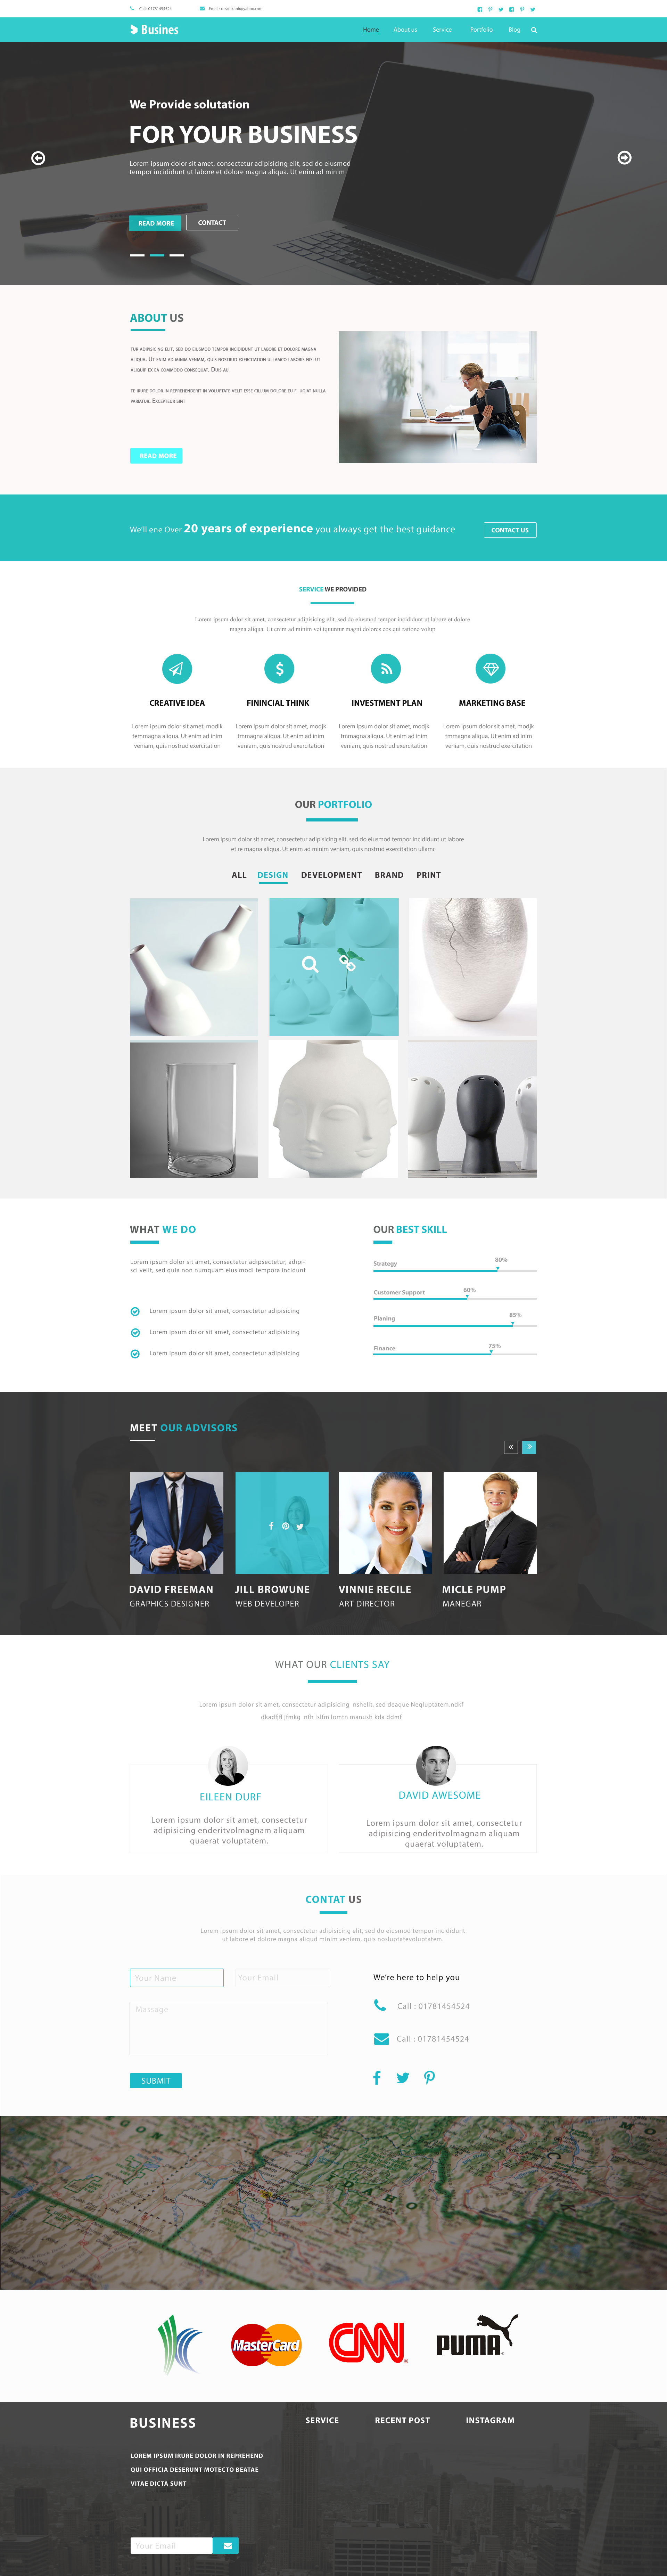 Call: 01781454524
Busines
Home About us Service Portfolio Blog
We Provide solutation
FOR YOUR BUSINESS
Lorem ipsum dolor sit amet, consectetur adipisicing elit, sed do eiusmod
tempor incididunt ut labore et dolore magna aliqua. Ut enim ad minim
READ MORE CONTACT
ABOUT US
tur adipisicing elit, sed do eiusmod tempor incididunt ut labore et dolore magna
aliqua. Ut enim ad minim veniam, quis nostrud exercitation ullamco laboris nisi ut
aliquip ex ea commodo consequat. Duis au
te irure dolor in reprehenderit in voluptate velit esse cillum dolore eu f ugiat nulla
pariatur. Excepteur sint
READ MORE
We'll ene Over 20 years of experience you always get the best guidance
CONTACT US
SERVICE WE PROVIDED
Lorem ipsum dolor sit amet, consectetur adipisicing elit, sed do eiusmod tempor incididunt ut labore et dolore
magna aliqua. Ut enim ad minim vei tquuntur magni dolores eos qui ratione volup
CREATIVE IDEA
Lorem ipsum dolor sit amet, modlk
temmagna aliqua. Ut enim ad inim
veniam, quis nostrud exercitation
FININCIAL THINK
Lorem ipsum dolor sit amet, modjk
tmmagna aliqua. Ut enim ad inim
veniam, quis nostrud exercitation
INVESTMENT PLAN
Lorem ipsum dolor sit amet, modjk
tmmagna aliqua. Ut enim ad inim
veniam, quis nostrud exercitation
MARKETING BASE
Lorem ipsum dolor sit amet, modjk
temmagna aliqua. Ut enim ad inim
veniam, quis nostrud exercitation
OUR PORTFOLIO
Lorem ipsum dolor sit amet, consectetur adipisicing elit, sed do eiusmod tempor incididunt ut labore
et re magna aliqua. Ut enim ad minim veniam, quis nostrud exercitation ullamc
ALL DESIGN DEVELOPMENT BRAND PRINT
WHAT WE DO
Lorem ipsum dolor sit amet, consectetur adipsectetur, adipi-
sci velit, sed quia non numquam eius modi tempora incidunt
Lorem ipsum dolor sit amet, consectetur adipisicing
Lorem ipsum dolor sit amet, consectetur adipisicing
Lorem ipsum dolor sit amet, consectetur adipisicing
OUR BEST SKILL
Strategy 80%
Customer Support 60%
Planing 85%
Finance 75%
MEET OUR ADVISORS
DAVID FREEMAN
GRAPHICS DESIGNER
JILL BROWUNE
WEB DEVELOPER
VINNIE RECILE
ART DIRECTOR
MICLE PUMP
MANEGAR
WHAT OUR CLIENTS SAY
Lorem ipsum dolor sit amet, consectetur adipisicing nshelit, sed deaque Neqluptatem.ndkf
dkadfjfl jfmkg nfh lsifm lomtn manush kda ddmf
EILEEN DURF
Lorem ipsum dolor sit amet, consectetur
adipisicing enderitvolmagnam aliquam
quaerat voluptatem.
DAVID AWESOME
Lorem ipsum dolor sit amet, consectetur
adipisicing enderitvolmagnam aliquam
quaerat voluptatem.
CONTAT US
Lorem ipsum dolor sit amet, consectetur adipisicing elit, sed do eiusmod tempor incididunt
ut labore et dolore magna aliqud minim veniam, quis nosluptatevoluptatem.
Your Name
Your Email
Massage
SUBMIT
We're here to help you
Call : 01781454524
Call : 01781454524
IDAHO
MasterCard
CNN
PUMA
BUSINESS
LOREM IPSUM IRURE DOLOR IN REPREHEND
QUI OFFICIA DESERUNT MOTECTO BEATAE
VITAE DICTA SUNT
Your Email
SERVICE
RECENT POST
INSTAGRAM